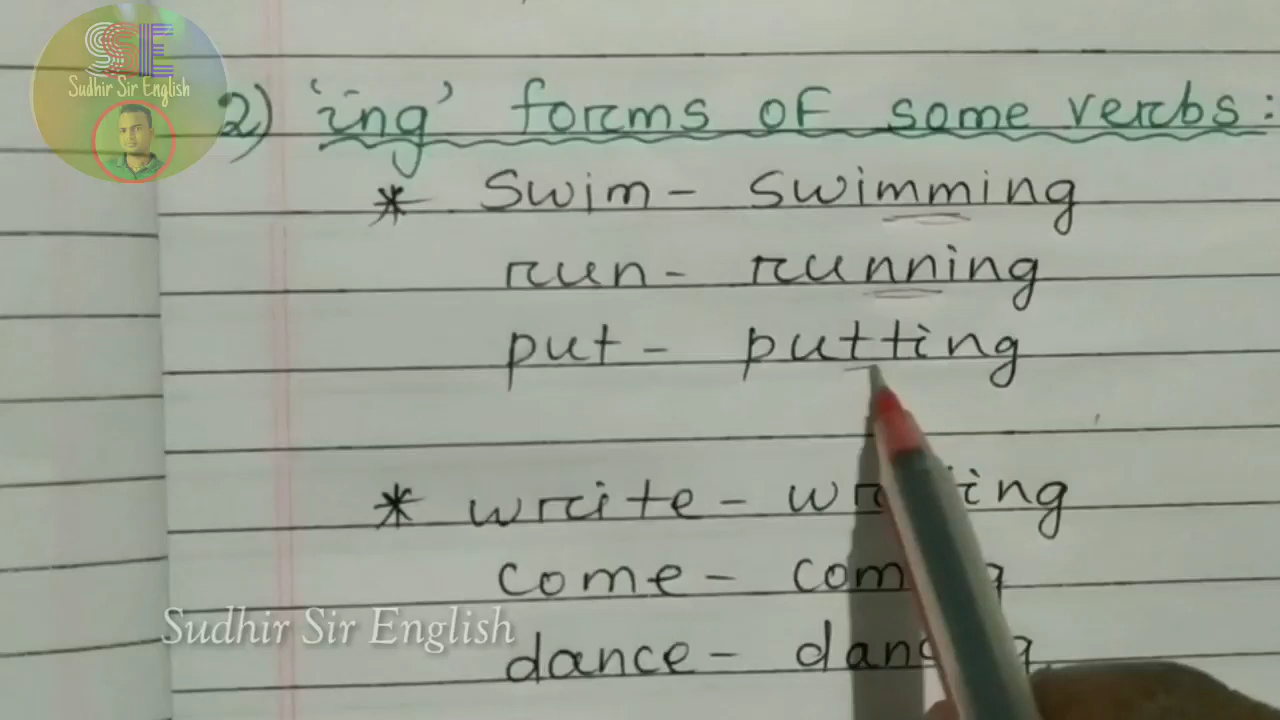 SE
Sudhir Sir English
2) 'ing' forms of some verbs:
* Swim - swimming
run - running
put - putting
* write -
come -
Sudhir Sir English
dance -